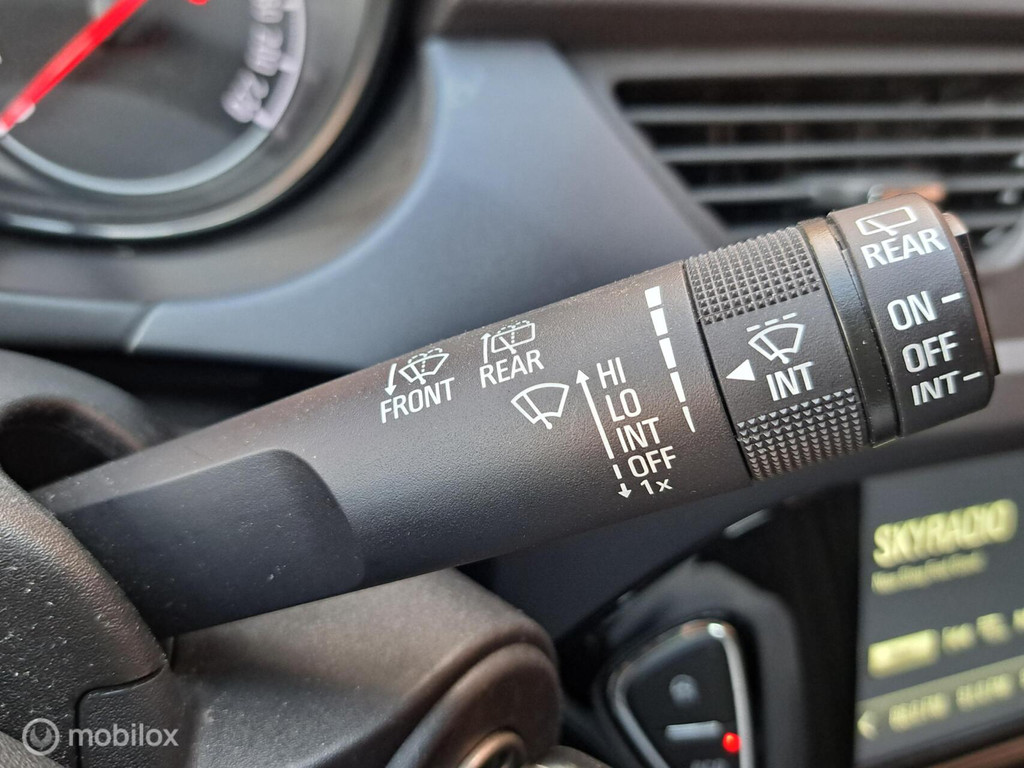 FRONT
REAR
HI
LO
INT
OFF
1x
INT
REAR
ON
OFF
INT
SKYRADIO
mobilox